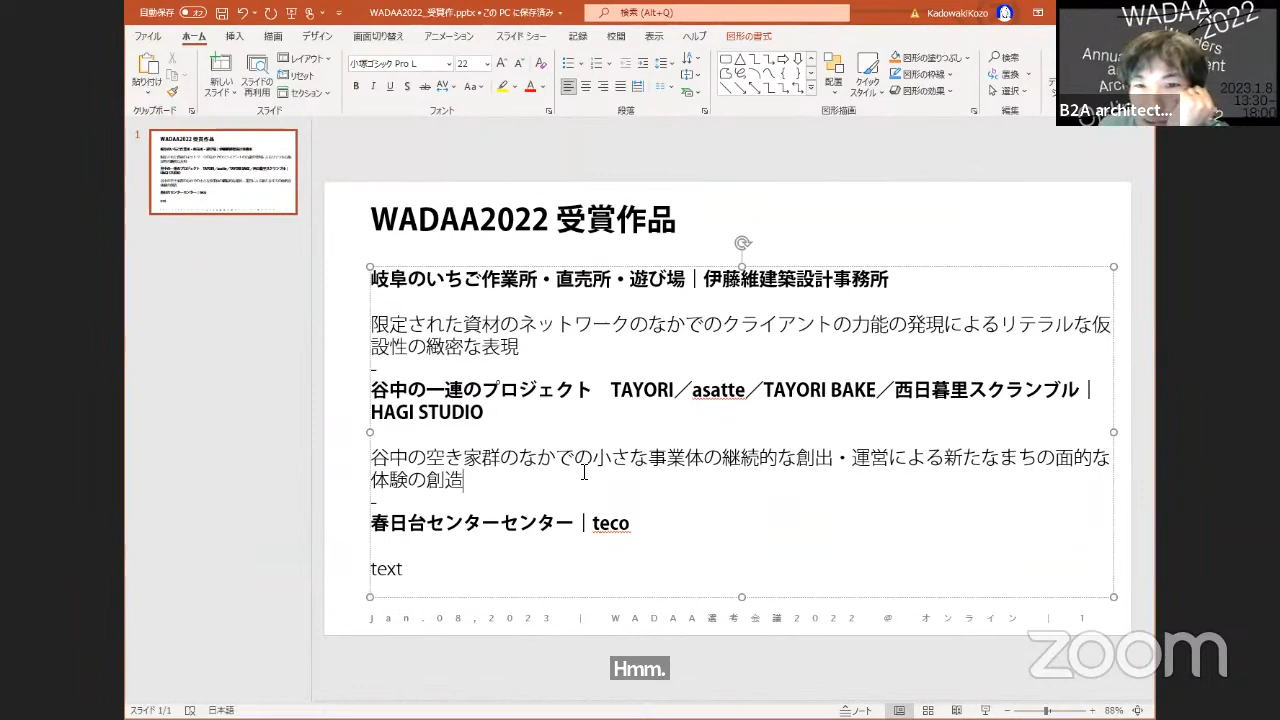 自動保存 オフ WADAA2022_受賞作.pptx • この PC に保存済み 検索 (Alt+Q) KadowakiKozo
ファイル ホーム 挿入 描画 デザイン 画面切り替え アニメーション スライド ショー 記録 校閲 表示 ヘルプ 図形の書式
貼り付け 新しいスライド スライドの再利用 レイアウト リセット セクション 小塚ゴシック Pro L 22 配置 クイックスタイル 図形の塗りつぶし 図形の枠線 図形の効果 検索 置換 選択
クリップボード スライド フォント 段落 図形描画 編集
WADAA 2022
2023.1.8
13:30-
18:00
B2A architect...
1
WADAA2022 受賞作品
岐阜のいちご作業所・直売所・遊び場｜伊藤維建築設計事務所
限定された資材のネットワークのなかでのクライアントの力能の発現によるリテラルな仮
設性の緻密な表現
-
谷中の一連のプロジェクト　TAYORI／asatte／TAYORI BAKE／西日暮里スクランブル｜
HAGI STUDIO
谷中の空き家群のなかでの小さな事業体の継続的な創出・運営による新たなまちの面的な
体験の創造
-
春日台センターセンター｜teco
text
Jan.08,2023 | WADAA選考会議2022 @ オンライン | 1
zoom
Hmm.
スライド 1/1 日本語 ノート 88%